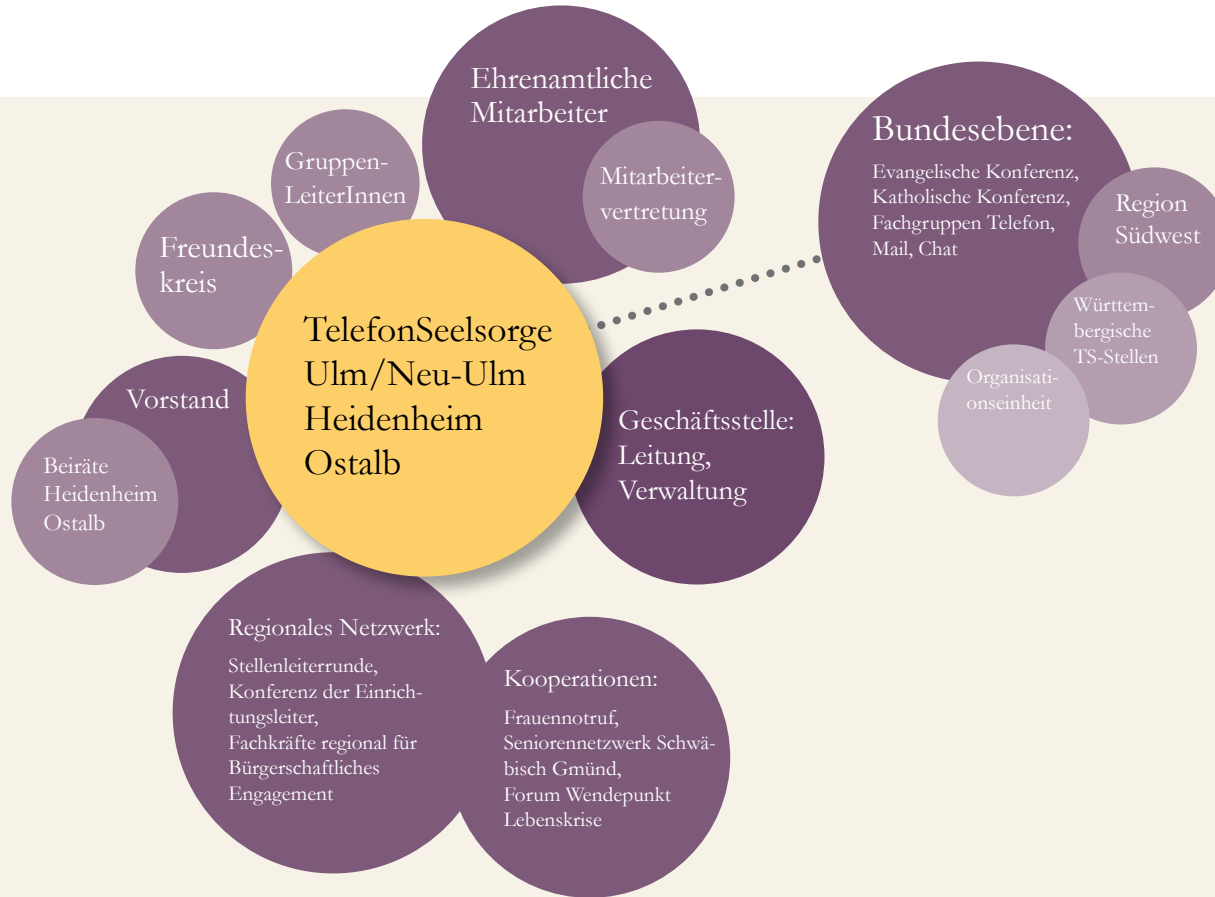 Ehrenamtliche
Mitarbeiter
Mitarbeiter-
vertretung
Gruppen-
LeiterInnen
Freundes-
kreis
TelefonSeelsorge
Ulm/Neu-Ulm
Heidenheim
Ostalb
Vorstand
Beiräte
Heidenheim
Ostalb
Geschäftsstelle:
Leitung,
Verwaltung
Bundesebene:
Evangelische Konferenz,
Katholische Konferenz,
Fachgruppen Telefon,
Mail, Chat
Region
Südwest
Württem-
bergische
TS-Stellen
Organisati-
onseinheit
Regionales Netzwerk:
Stellenleiterrunde,
Konferenz der Einrich-
tungsleiter,
Fachkräfte regional für
Bürgerschaftliches
Engagement
Kooperationen:
Frauennotruf,
Seniorennetzwerk Schwä-
bisch Gmünd,
Forum Wendepunkt
Lebenskrise